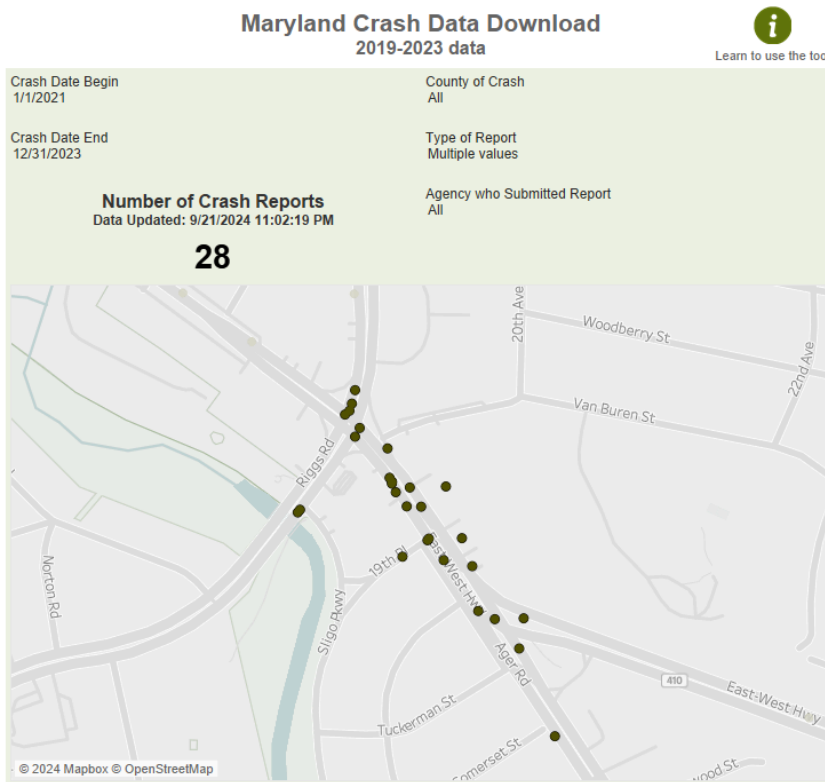 Maryland Crash Data Download
2019-2023 data
Learn to use the too
Crash Date Begin
1/1/2021
County of Crash
All
Crash Date End
12/31/2023
Type of Report
Multiple values
Agency who Submitted Report
All
Number of Crash Reports
Data Updated: 9/21/2024 11:02:19 PM
28
20th Ave
Woodberry St
22nd Ave
Van Buren St
Riggs Rd
Norton Rd
19th Pl
East-West Hwy
Sligo Pkwy
Ager Rd
410
East-West Hwy
Tuckerman St
Somerset St
wood St
© 2024 Mapbox © OpenStreetMap